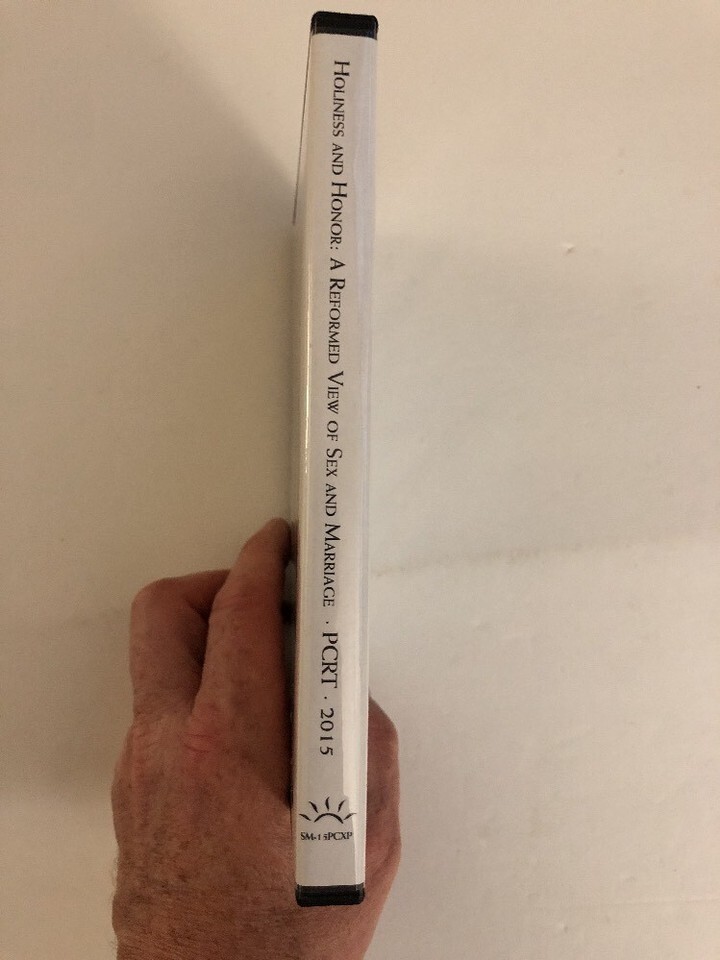 HOLINESS AND HONOR: A REFORMED VIEW OF SEX AND MARRIAGE · PCRT · 2015
SM-15PCXP